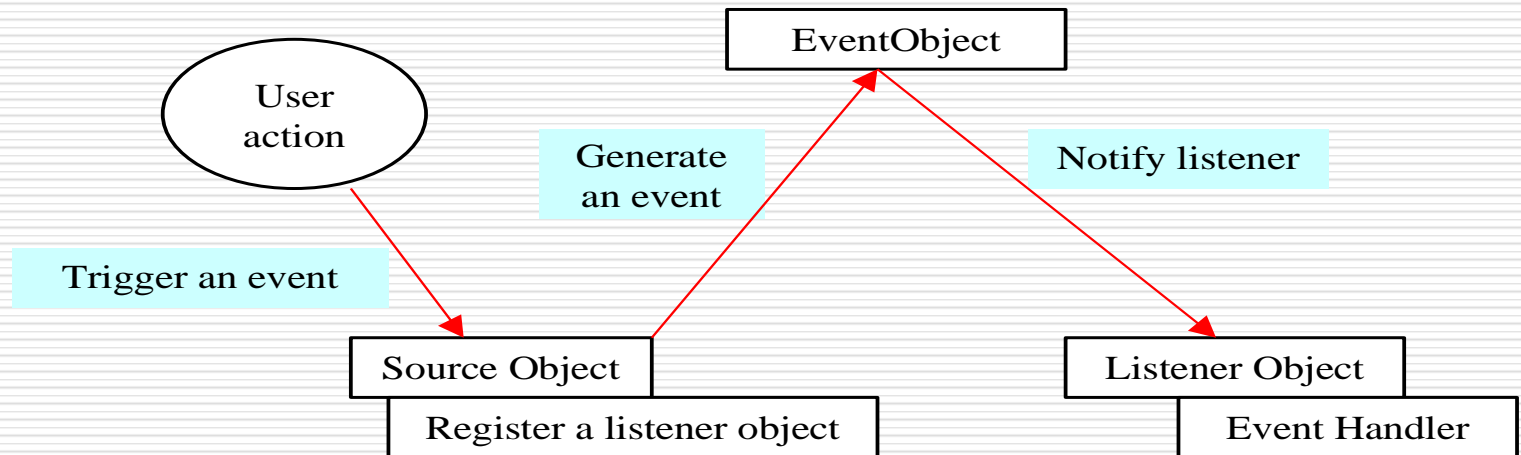 EventObject
User
action
Generate
an event
Notify listener
Trigger an event
Source Object
Listener Object
Register a listener object
Event Handler